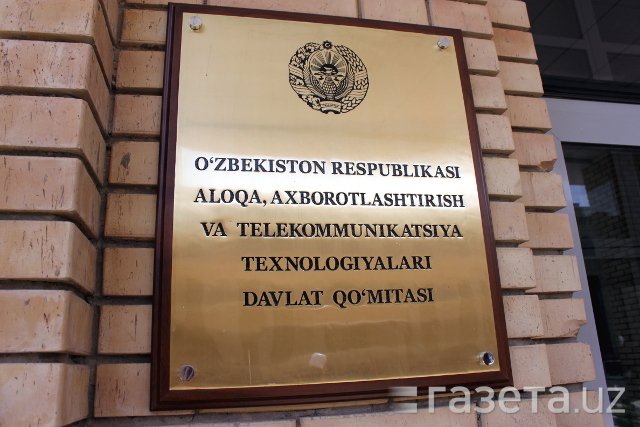 O‘ZBEKISTON RESPUBLIKASI
ALOQA, AXBOROTLASHTIRISH
VA TELEKOMMUNIKATSIYA
TEXNOLOGIYALARI
DAVLAT QO‘MITASI
газета.uz